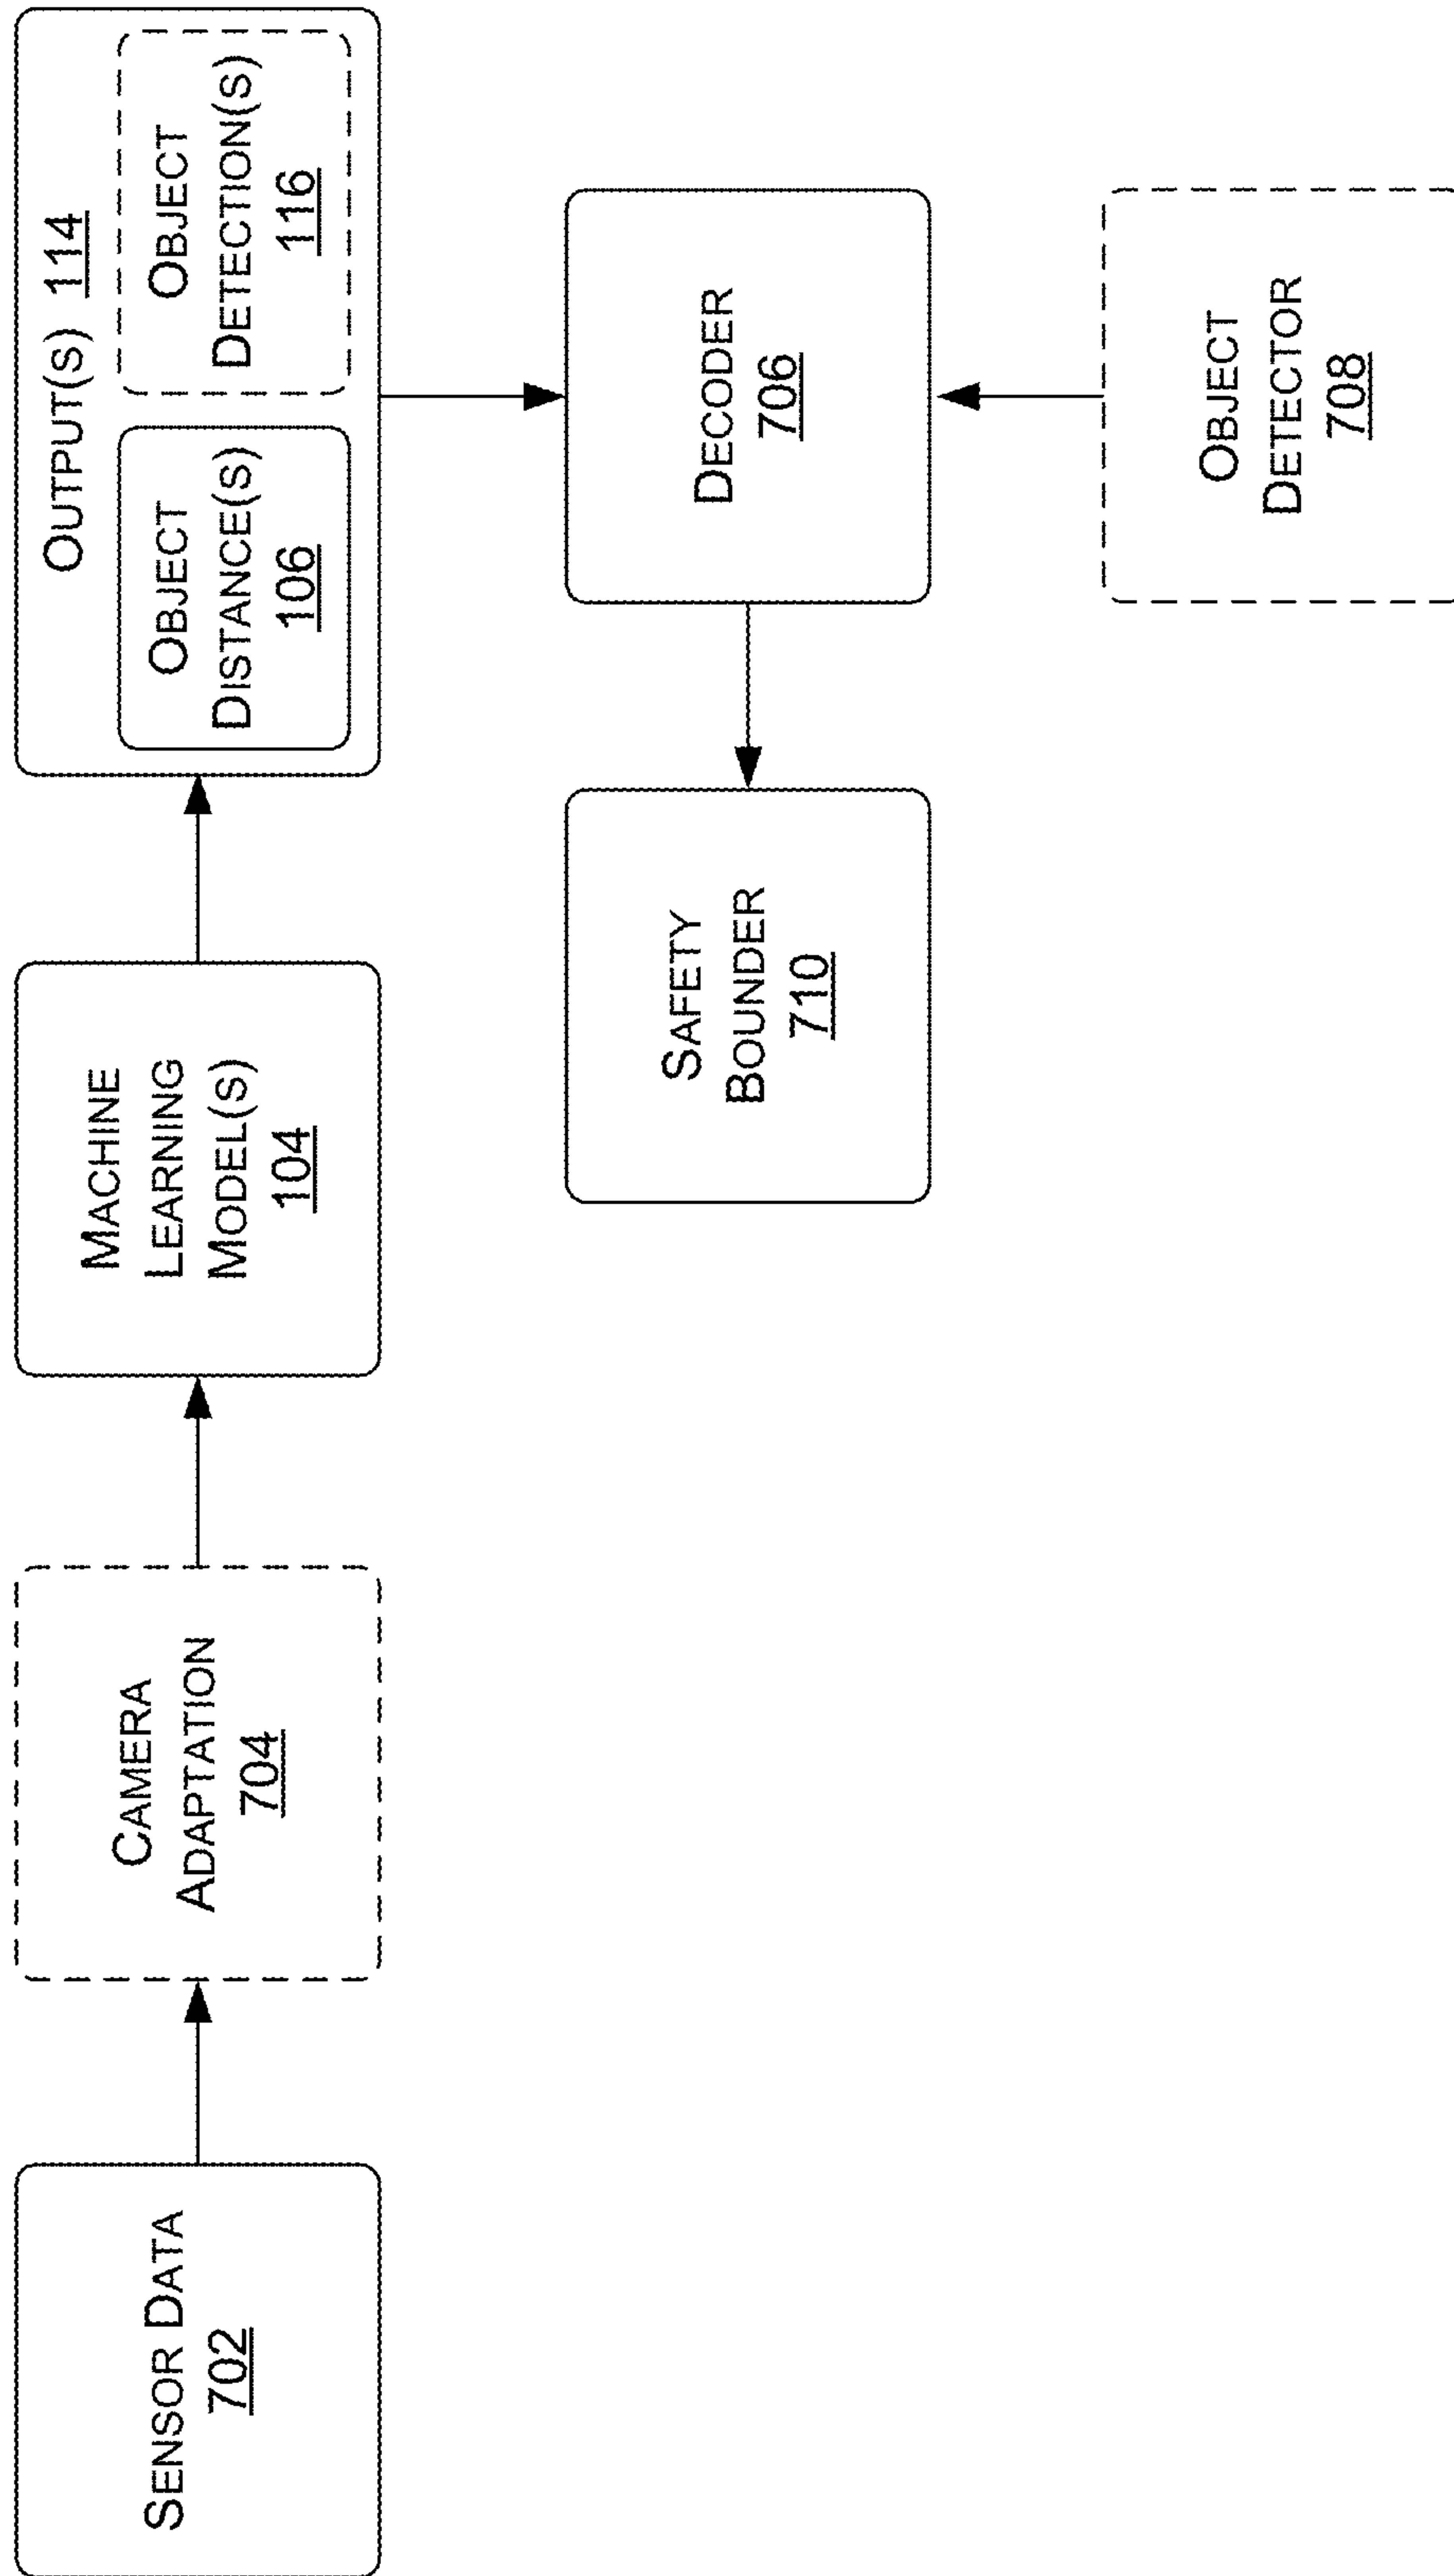 SENSOR DATA
702
CAMERA
ADAPTATION
704
MACHINE
LEARNING
MODEL(S)
104
OUTPUT(S) 114
OBJECT
DISTANCE(S)
106
OBJECT
DETECTION(S)
116
SAFETY
BOUNDER
710
DECODER
706
OBJECT
DETECTOR
708